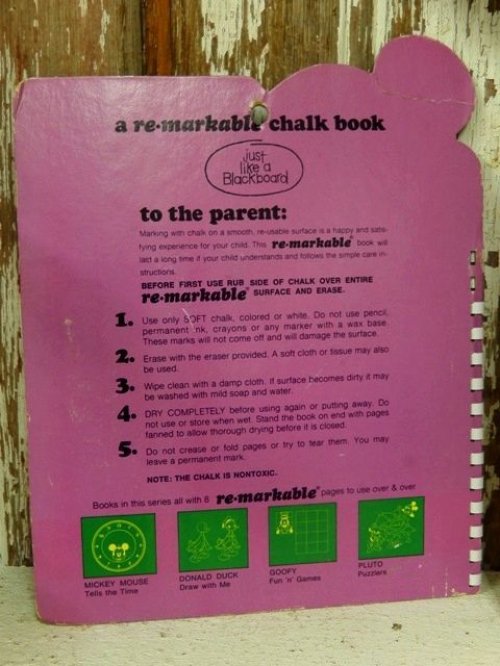 a re•markable chalk book
just
like a
Blackboard
to the parent:
Marking with chalk on a smooth, re-usable surface is a happy and satis-
fying experience for your child. This re•markable® book will
last a long time if your child understands and follows the simple care in-
structions.
BEFORE FIRST USE RUB SIDE OF CHALK OVER ENTIRE
re•markable® SURFACE AND ERASE.
1. Use only SOFT chalk, colored or white. Do not use pencil,
permanent ink, crayons or any marker with a wax base.
These marks will not come off and will damage the surface.
2. Erase with the eraser provided. A soft cloth or tissue may also
be used.
3. Wipe clean with a damp cloth. If surface becomes dirty it may
be washed with mild soap and water.
4. DRY COMPLETELY before using again or putting away. Do
not use or store when wet. Stand the book on end with pages
fanned to allow thorough drying before it is closed.
5. Do not crease or fold pages or try to tear them. You may
leave a permanent mark.
NOTE: THE CHALK IS NONTOXIC.
Books in this series all with 6 re•markable® pages to use over & over
MICKEY MOUSE
Tells the Time
DONALD DUCK
Draw with Me
GOOFY
Fun 'n' Games
PLUTO
Puzzlers